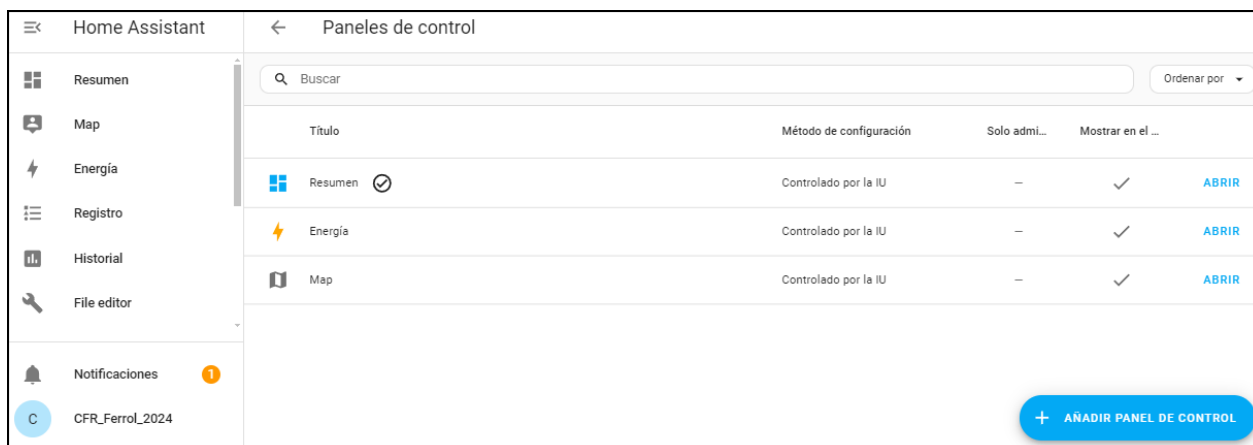 Home Assistant
Paneles de control
Resumen
Map
Energía
Registro
Historial
File editor
Notificaciones 1
C CFR_Ferrol_2024
Buscar
Ordenar por
Título Método de configuración Solo admi... Mostrar en el ...
Resumen Controlado por la IU – ABRIR
Energía Controlado por la IU – ABRIR
Map Controlado por la IU – ABRIR
+ AÑADIR PANEL DE CONTROL